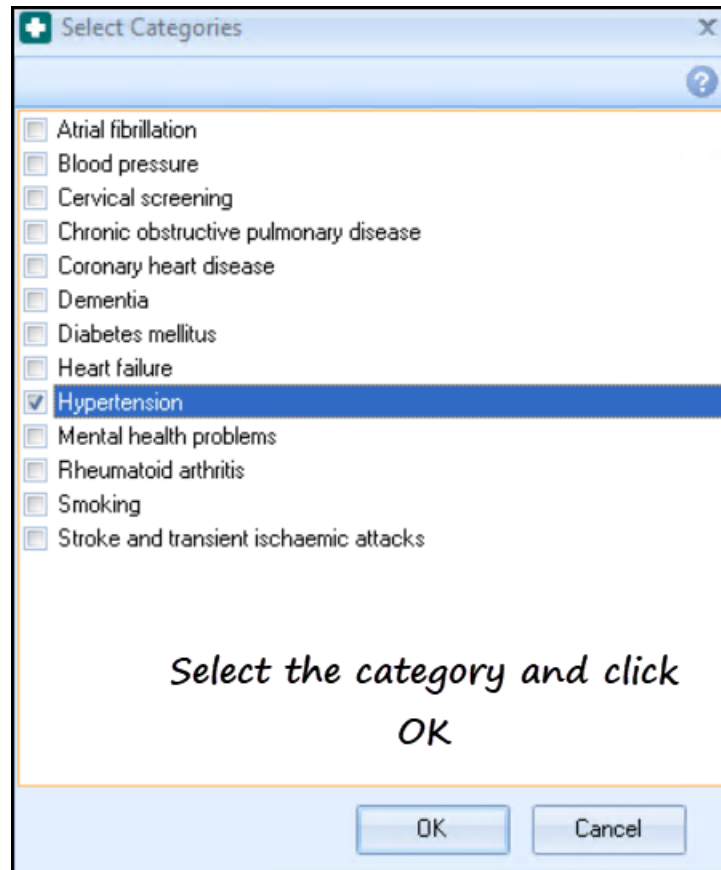 Select Categories
Atrial fibrillation
Blood pressure
Cervical screening
Chronic obstructive pulmonary disease
Coronary heart disease
Dementia
Diabetes mellitus
Heart failure
Hypertension
Mental health problems
Rheumatoid arthritis
Smoking
Stroke and transient ischaemic attacks
Select the category and click
OK
OK
Cancel